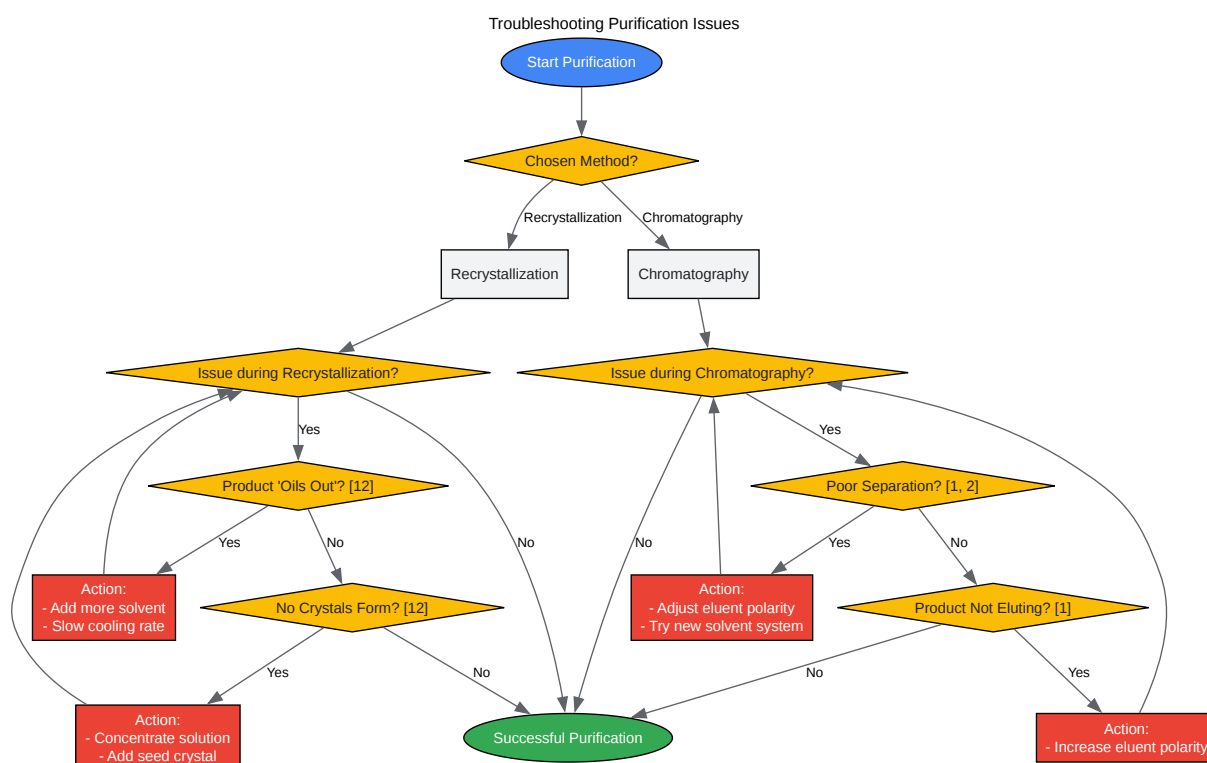 Troubleshooting Purification Issues
Start Purification
Chosen Method?
Recrystallization
Chromatography
Recrystallization
Chromatography
Issue during Recrystallization?
Issue during Chromatography?
Yes
Yes
Product 'Oils Out'? [12]
Poor Separation? [1, 2]
Yes
No
No
No
Yes
No
Action:
- Add more solvent
- Slow cooling rate
No Crystals Form? [12]
Action:
- Adjust eluent polarity
- Try new solvent system
Product Not Eluting? [1]
Yes
No
No
Yes
Action:
- Concentrate solution
- Add seed crystal
Successful Purification
Action:
- Increase eluent polarity